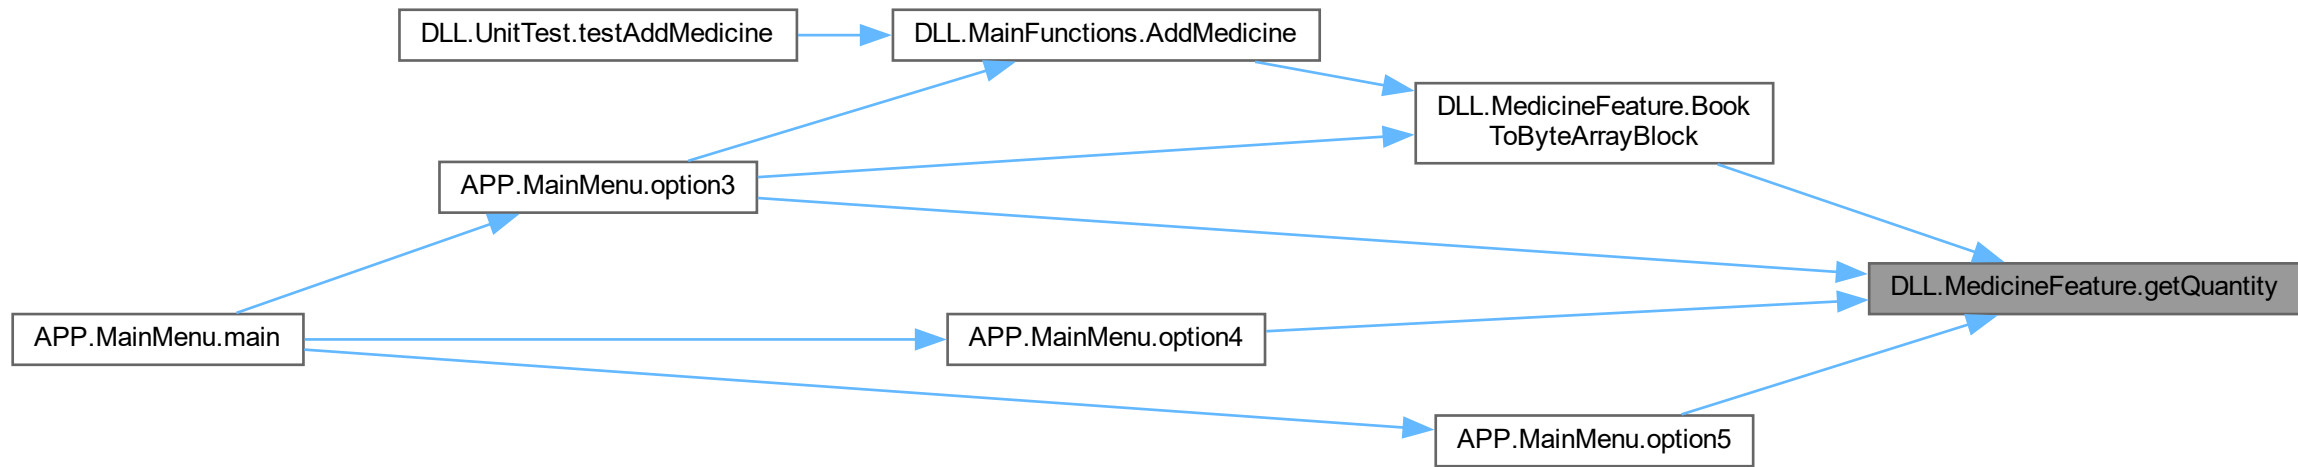 DLL.UnitTest.testAddMedicine
DLL.MainFunctions.AddMedicine
DLL.MedicineFeature.Book
ToByteArrayBlock
APP.MainMenu.option3
DLL.MedicineFeature.getQuantity
APP.MainMenu.main
APP.MainMenu.option4
APP.MainMenu.option5